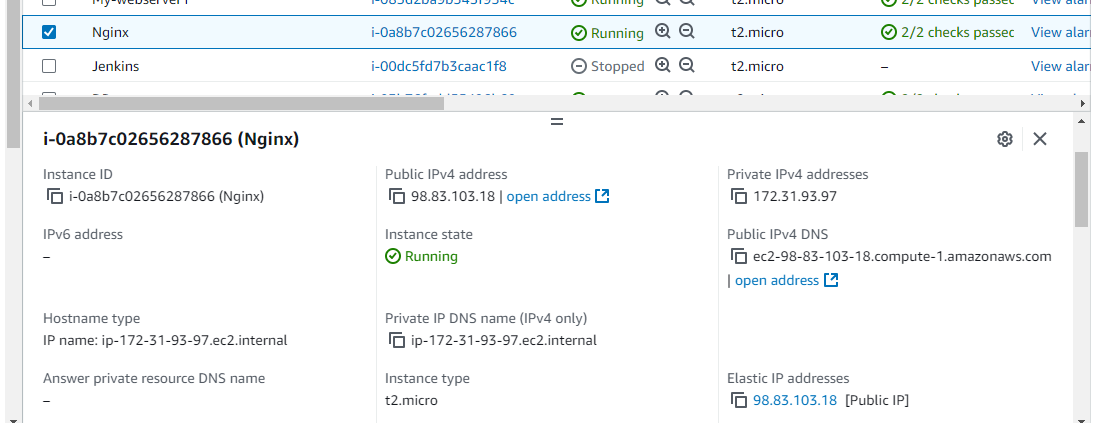 My-webserver1 i-085d2ba9b545f954c Running t2.micro 2/2 checks passed View alar
Nginx i-0a8b7c02656287866 Running t2.micro 2/2 checks passed View alar
Jenkins i-00dc5fd7b3caac1f8 Stopped t2.micro – View alar
i-0a8b7c02656287866 (Nginx)
Instance ID
i-0a8b7c02656287866 (Nginx)
Public IPv4 address
98.83.103.18 | open address
Private IPv4 addresses
172.31.93.97
IPv6 address
–
Instance state
Running
Public IPv4 DNS
ec2-98-83-103-18.compute-1.amazonaws.com
| open address
Hostname type
IP name: ip-172-31-93-97.ec2.internal
Private IP DNS name (IPv4 only)
ip-172-31-93-97.ec2.internal
Answer private resource DNS name
–
Instance type
t2.micro
Elastic IP addresses
98.83.103.18 [Public IP]